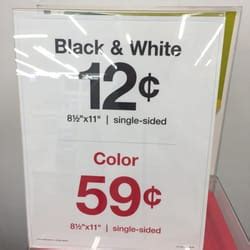 Black & White
12¢
8½"x11" | single-sided
Color
59¢
8½"x11" | single-sided